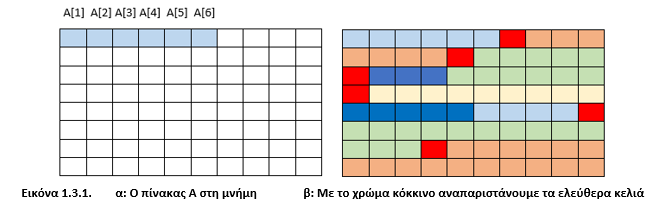 A[1] A[2] A[3] A[4] A[5] A[6]
Εικόνα 1.3.1. α: Ο πίνακας Α στη μνήμη β: Με το χρώμα κόκκινο αναπαριστάνουμε τα ελεύθερα κελιά